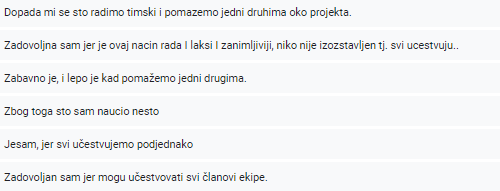 Dopada mi se sto radimo timski i pomazemo jedni druhima oko projekta.
Zadovoljna sam jer je ovaj nacin rada I laksi I zanimljiviji, niko nije izozstavljen tj. svi ucestvuju..
Zabavno je, i lepo je kad pomažemo jedni drugima.
Zbog toga sto sam naucio nesto
Jesam, jer svi učestvujemo podjednako
Zadovoljan sam jer mogu učestvovati svi članovi ekipe.